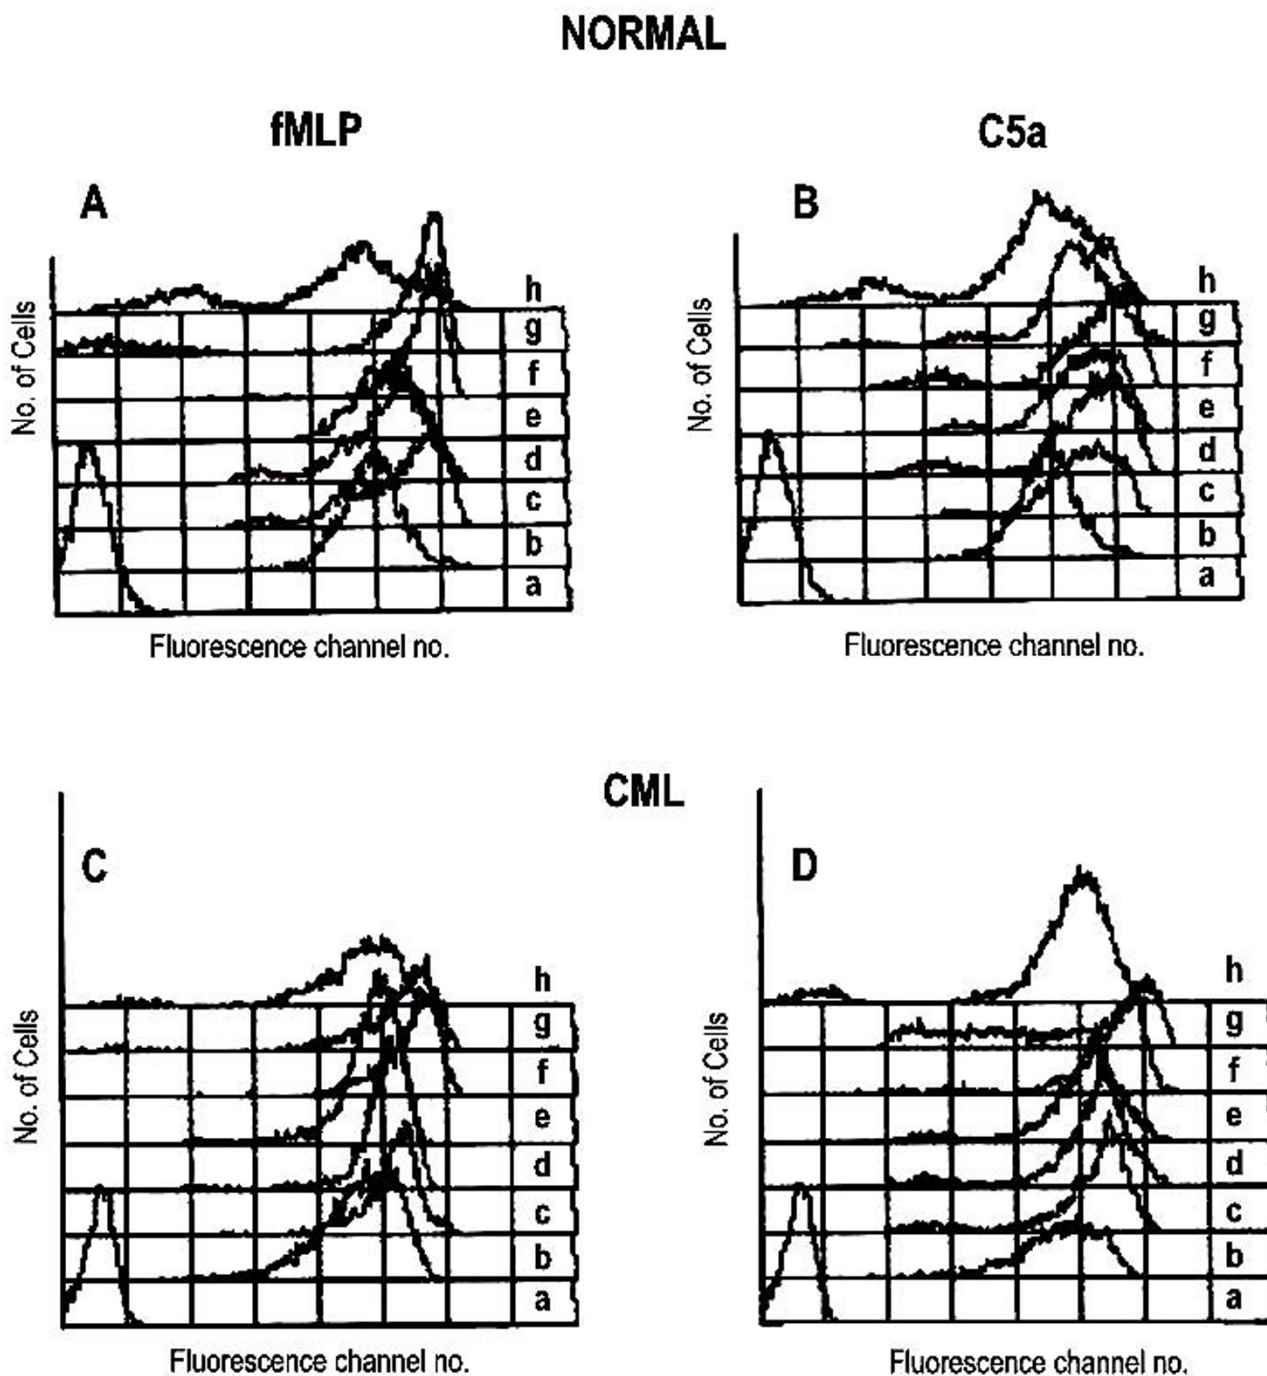 NORMAL
fMLP
C5a
A
B
No. of Cells
h
g
f
e
d
c
b
a
Fluorescence channel no.
No. of Cells
h
g
f
e
d
c
b
a
Fluorescence channel no.
CML
C
D
No. of Cells
h
g
f
e
d
c
b
a
Fluorescence channel no.
No. of Cells
h
g
f
e
d
c
b
a
Fluorescence channel no.